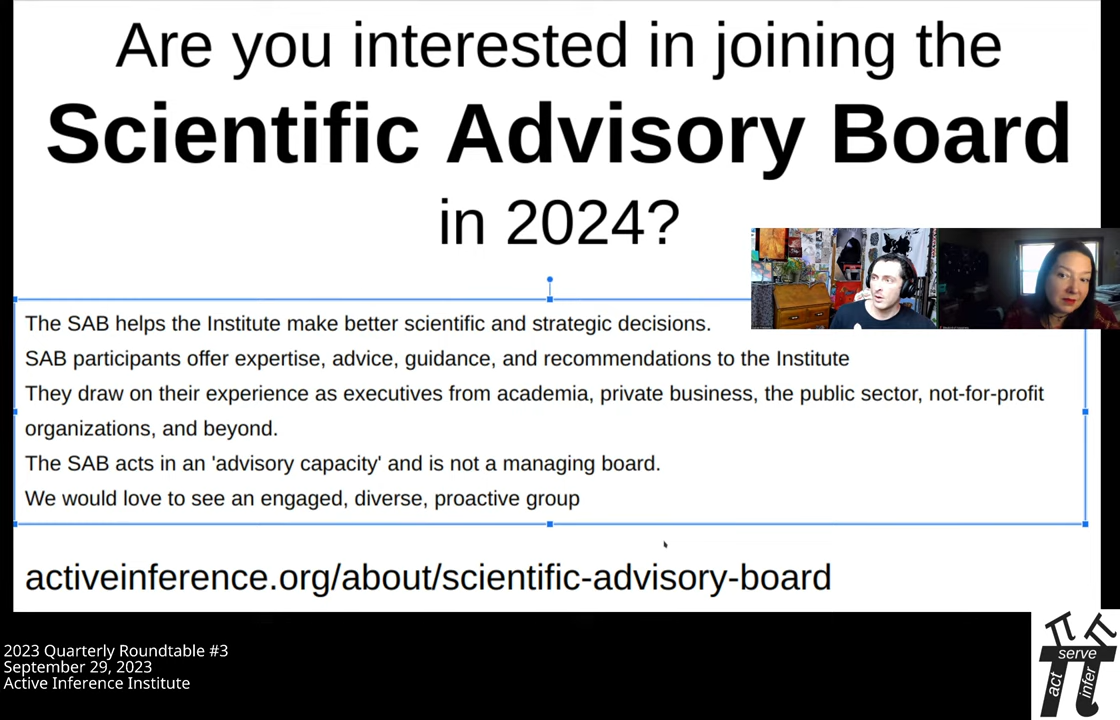 Are you interested in joining the
Scientific Advisory Board
in 2024?
The SAB helps the Institute make better scientific and strategic decisions.
SAB participants offer expertise, advice, guidance, and recommendations to the Institute
They draw on their experience as executives from academia, private business, the public sector, not-for-profit
organizations, and beyond.
The SAB acts in an 'advisory capacity' and is not a managing board.
We would love to see an engaged, diverse, proactive group
activeinference.org/about/scientific-advisory-board
2023 Quarterly Roundtable #3
September 29, 2023
Active Inference Institute
π π
serve
π
act
infer